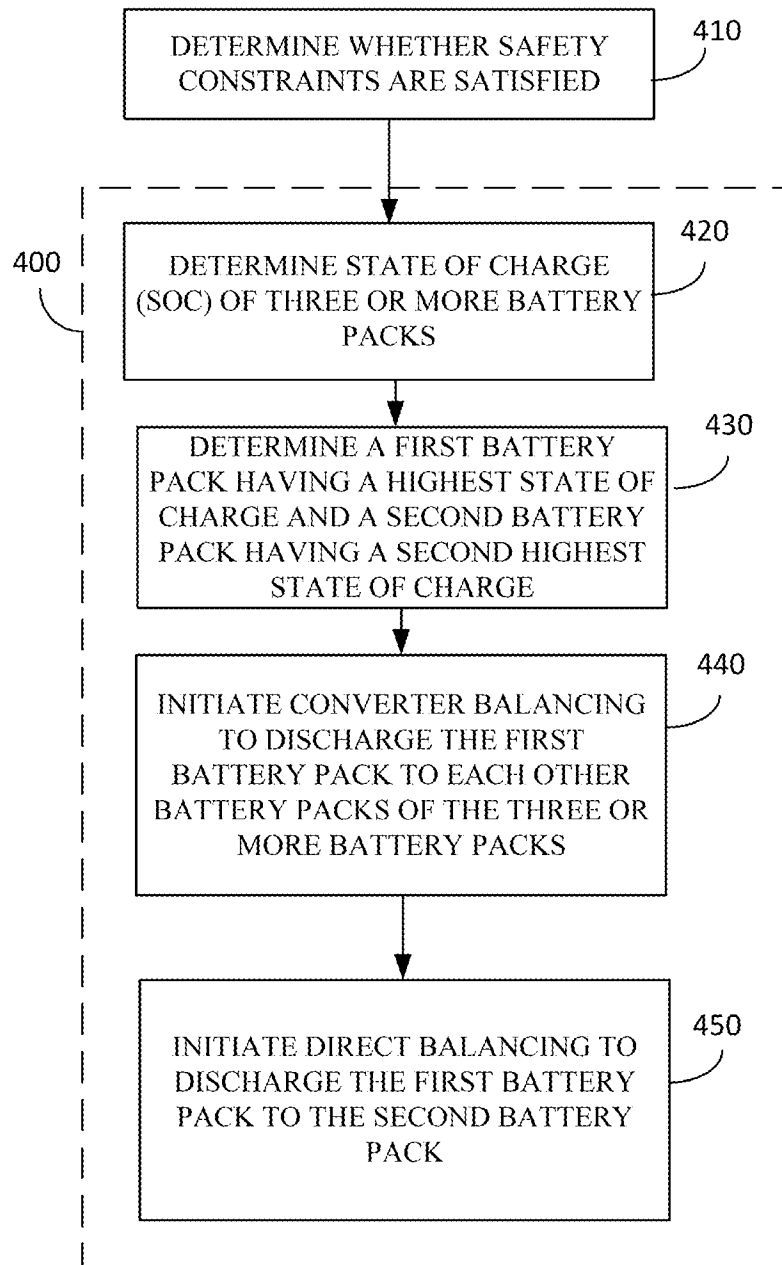 DETERMINE WHETHER SAFETY
CONSTRAINTS ARE SATISFIED
410
400
DETERMINE STATE OF CHARGE
(SOC) OF THREE OR MORE BATTERY
PACKS
420
DETERMINE A FIRST BATTERY
PACK HAVING A HIGHEST STATE OF
CHARGE AND A SECOND BATTERY
PACK HAVING A SECOND HIGHEST
STATE OF CHARGE
430
INITIATE CONVERTER BALANCING
TO DISCHARGE THE FIRST
BATTERY PACK TO EACH OTHER
BATTERY PACKS OF THE THREE OR
MORE BATTERY PACKS
440
INITIATE DIRECT BALANCING TO
DISCHARGE THE FIRST BATTERY
PACK TO THE SECOND BATTERY
PACK
450